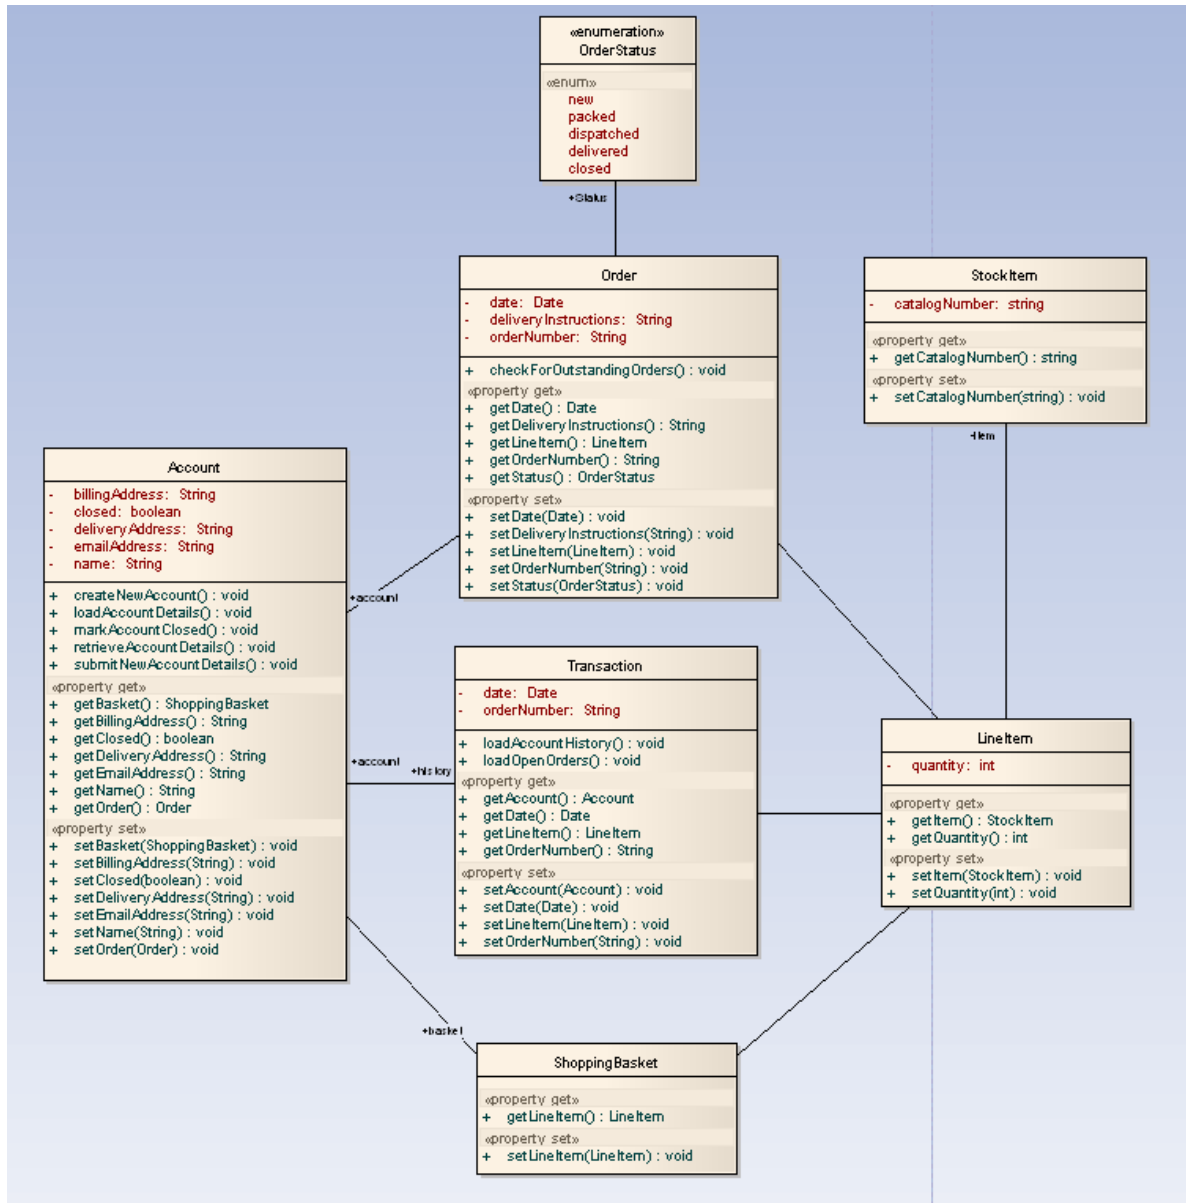 «enumeration»
OrderStatus
«enum»
new
packed
dispatched
delivered
closed
+Status
Order
- date: Date
- deliveryInstructions: String
- orderNumber: String
+ checkForOutstandingOrders() : void
«property get»
+ getDate() : Date
+ getDeliveryInstructions() : String
+ getLineItem() : LineItem
+ getOrderNumber() : String
+ getStatus() : OrderStatus
«property set»
+ setDate(Date) : void
+ setDeliveryInstructions(String) : void
+ setLineItem(LineItem) : void
+ setOrderNumber(String) : void
+ setStatus(OrderStatus) : void
StockItem
- catalogNumber: string
«property get»
+ getCatalogNumber() : string
«property set»
+ setCatalogNumber(string) : void
+item
Account
- billingAddress: String
- closed: boolean
- deliveryAddress: String
- emailAddress: String
- name: String
+ createNewAccount() : void
+ loadAccountDetails() : void
+ markAccountClosed() : void
+ retrieveAccountDetails() : void
+ submitNewAccountDetails() : void
«property get»
+ getBasket() : ShoppingBasket
+ getBillingAddress() : String
+ getClosed() : boolean
+ getDeliveryAddress() : String
+ getEmailAddress() : String
+ getName() : String
+ getOrder() : Order
«property set»
+ setBasket(ShoppingBasket) : void
+ setBillingAddress(String) : void
+ setClosed(boolean) : void
+ setDeliveryAddress(String) : void
+ setEmailAddress(String) : void
+ setName(String) : void
+ setOrder(Order) : void
+account
+account
+history
Transaction
- date: Date
- orderNumber: String
+ loadAccountHistory() : void
+ loadOpenOrders() : void
«property get»
+ getAccount() : Account
+ getDate() : Date
+ getLineItem() : LineItem
+ getOrderNumber() : String
«property set»
+ setAccount(Account) : void
+ setDate(Date) : void
+ setLineItem(LineItem) : void
+ setOrderNumber(String) : void
LineItem
- quantity: int
«property get»
+ getItem() : StockItem
+ getQuantity() : int
«property set»
+ setItem(StockItem) : void
+ setQuantity(int) : void
+basket
ShoppingBasket
«property get»
+ getLineItem() : LineItem
«property set»
+ setLineItem(LineItem) : void